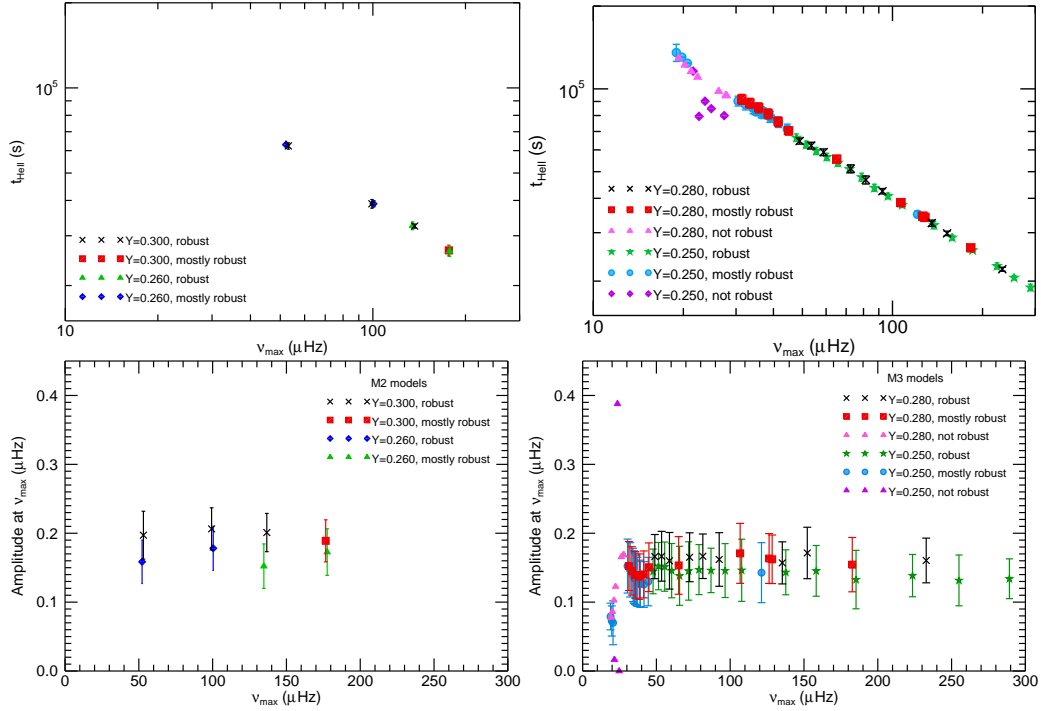 10⁵
t_HeII (s)
Y=0.300, robust
Y=0.300, mostly robust
Y=0.260, robust
Y=0.260, mostly robust
10 100
ν_max (μHz)
10⁵
t_HeII (s)
Y=0.280, robust
Y=0.280, mostly robust
Y=0.280, not robust
Y=0.250, robust
Y=0.250, mostly robust
Y=0.250, not robust
10 100
ν_max (μHz)
0.4
0.3
0.2
0.1
0.0
Amplitude at ν_max (μHz)
M2 models
Y=0.300, robust
Y=0.300, mostly robust
Y=0.260, robust
Y=0.260, mostly robust
0 50 100 150 200 250 300
ν_max (μHz)
0.4
0.3
0.2
0.1
0.0
Amplitude at ν_max (μHz)
M3 models
Y=0.280, robust
Y=0.280, mostly robust
Y=0.280, not robust
Y=0.250, robust
Y=0.250, mostly robust
Y=0.250, not robust
0 50 100 150 200 250 300
ν_max (μHz)